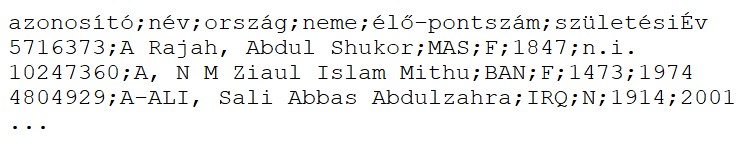 azonosító;név;ország;neme;élő-pontszám;születésiÉv
5716373;A Rajah, Abdul Shukor;MAS;F;1847;n.i.
10247360;A, N M Ziaul Islam Mithu;BAN;F;1473;1974
4804929;A-ALI, Sali Abbas Abdulzahra;IRQ;N;1914;2001
...